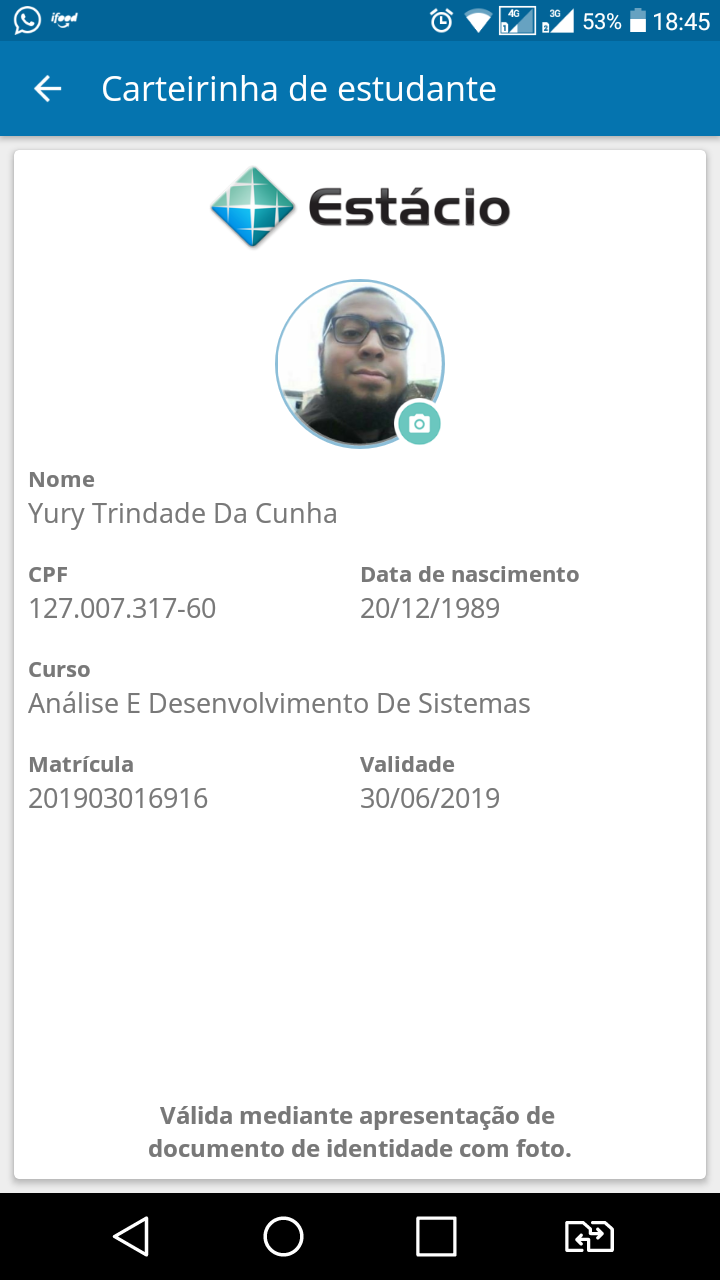 ifood 4G 1 3G 2 53% 18:45
Carteirinha de estudante
Estácio
Nome
Yury Trindade Da Cunha
CPF Data de nascimento
127.007.317-60 20/12/1989
Curso
Análise E Desenvolvimento De Sistemas
Matrícula Validade
201903016916 30/06/2019
Válida mediante apresentação de
documento de identidade com foto.